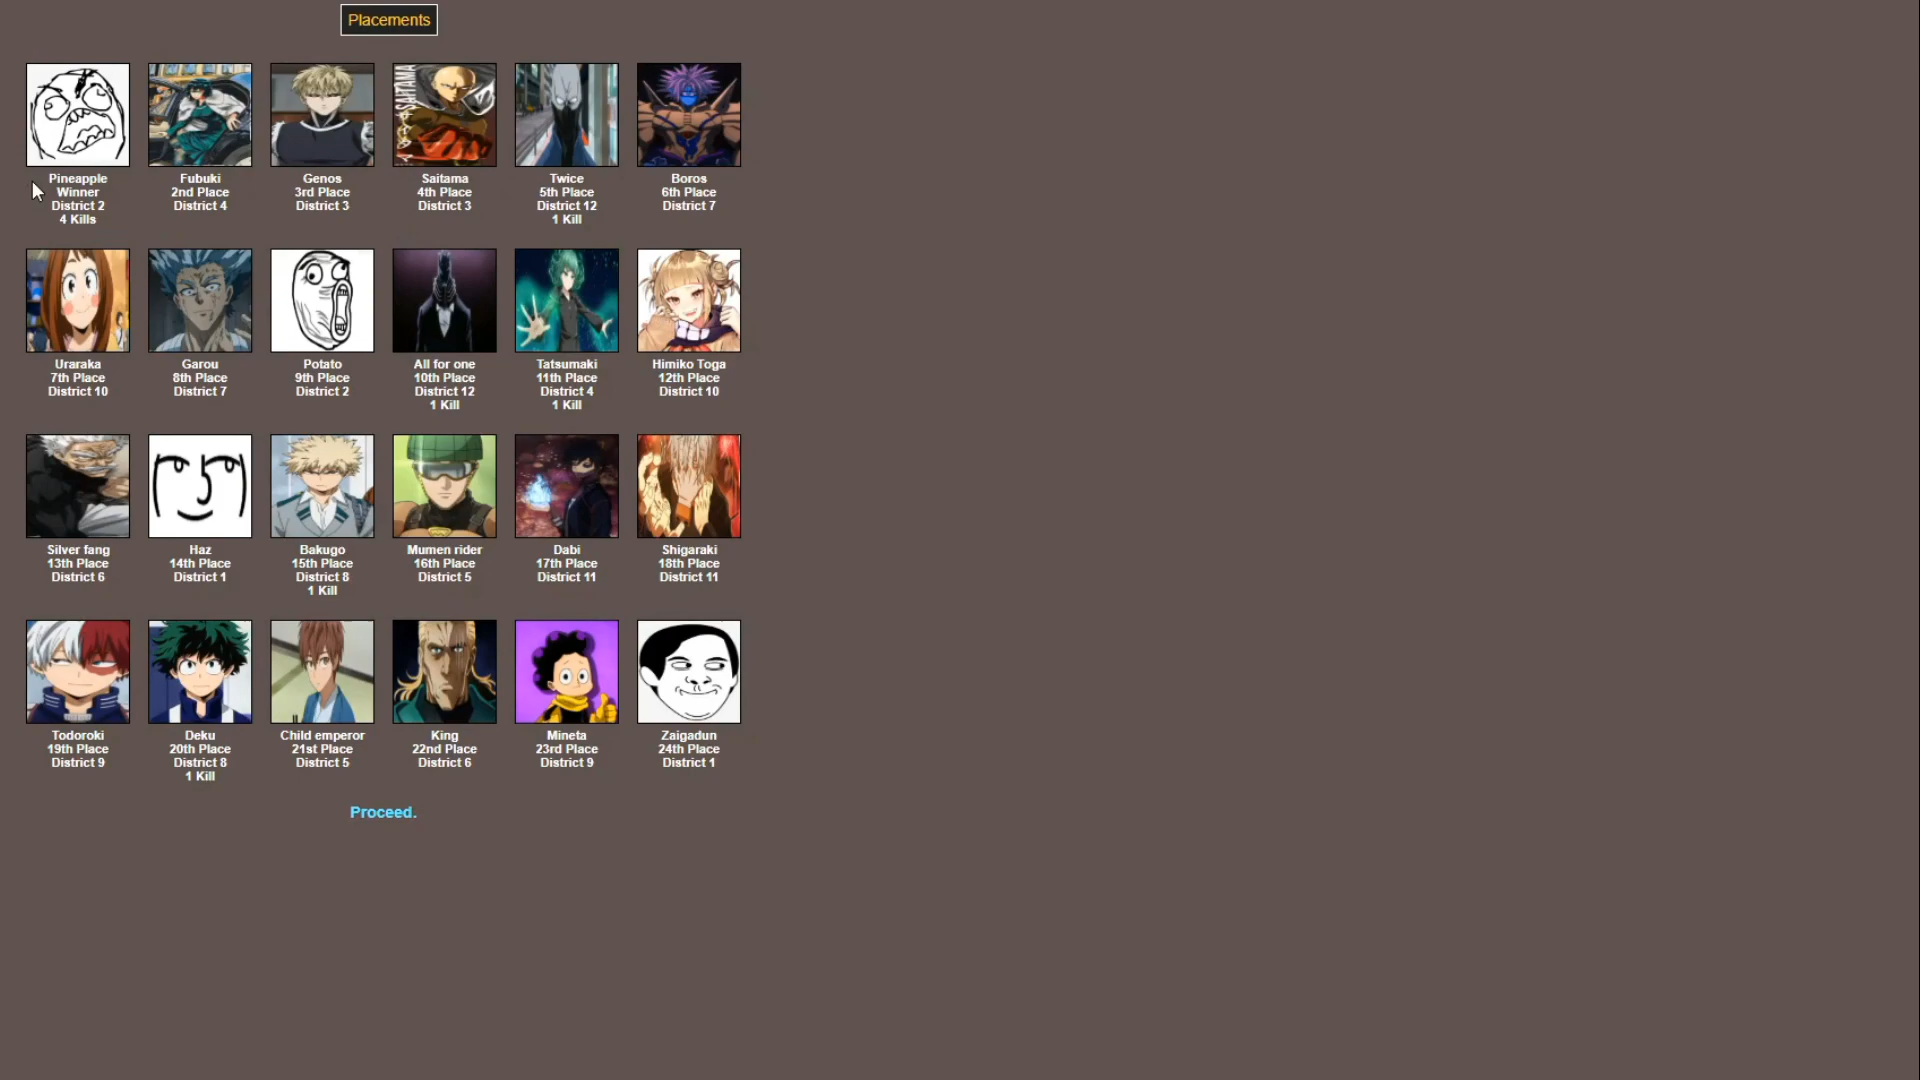 Placements
Pineapple
Winner
District 2
4 Kills
Fubuki
2nd Place
District 4
Genos
3rd Place
District 3
SAITAMA
Saitama
4th Place
District 3
Twice
5th Place
District 12
1 Kill
Boros
6th Place
District 7
Uraraka
7th Place
District 10
Garou
8th Place
District 7
Potato
9th Place
District 2
All for one
10th Place
District 12
1 Kill
Tatsumaki
11th Place
District 4
1 Kill
Himiko Toga
12th Place
District 10
Silver fang
13th Place
District 6
Haz
14th Place
District 1
Bakugo
15th Place
District 8
1 Kill
Mumen rider
16th Place
District 5
Dabi
17th Place
District 11
Shigaraki
18th Place
District 11
Todoroki
19th Place
District 9
Deku
20th Place
District 8
1 Kill
Child emperor
21st Place
District 5
King
22nd Place
District 6
Mineta
23rd Place
District 9
Zaigadun
24th Place
District 1
Proceed.